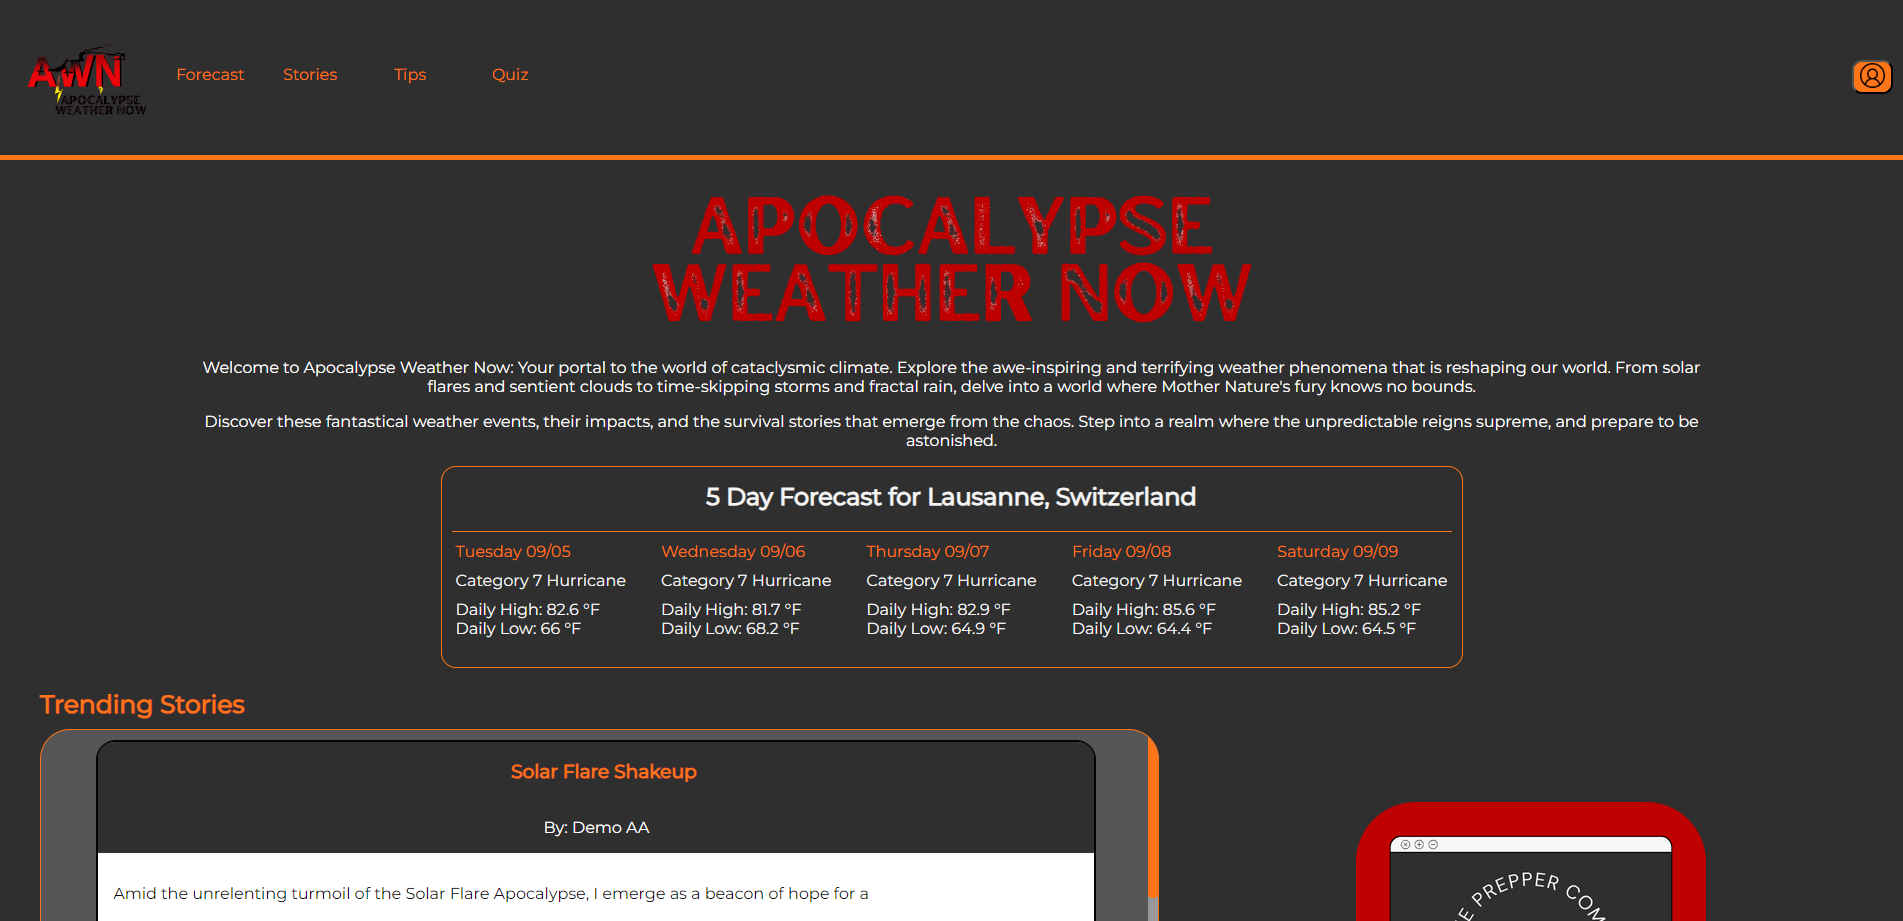 AWN
APOCALYPSE
WEATHER NOW
Forecast Stories Tips Quiz
APOCALYPSE
WEATHER NOW
Welcome to Apocalypse Weather Now: Your portal to the world of cataclysmic climate. Explore the awe-inspiring and terrifying weather phenomena that is reshaping our world. From solar
flares and sentient clouds to time-skipping storms and fractal rain, delve into a world where Mother Nature's fury knows no bounds.
Discover these fantastical weather events, their impacts, and the survival stories that emerge from the chaos. Step into a realm where the unpredictable reigns supreme, and prepare to be
astonished.
5 Day Forecast for Lausanne, Switzerland
Tuesday 09/05
Category 7 Hurricane
Daily High: 82.6 °F
Daily Low: 66 °F
Wednesday 09/06
Category 7 Hurricane
Daily High: 81.7 °F
Daily Low: 68.2 °F
Thursday 09/07
Category 7 Hurricane
Daily High: 82.9 °F
Daily Low: 64.9 °F
Friday 09/08
Category 7 Hurricane
Daily High: 85.6 °F
Daily Low: 64.4 °F
Saturday 09/09
Category 7 Hurricane
Daily High: 85.2 °F
Daily Low: 64.5 °F
Trending Stories
Solar Flare Shakeup
By: Demo AA
Amid the unrelenting turmoil of the Solar Flare Apocalypse, I emerge as a beacon of hope for a
PREPPER